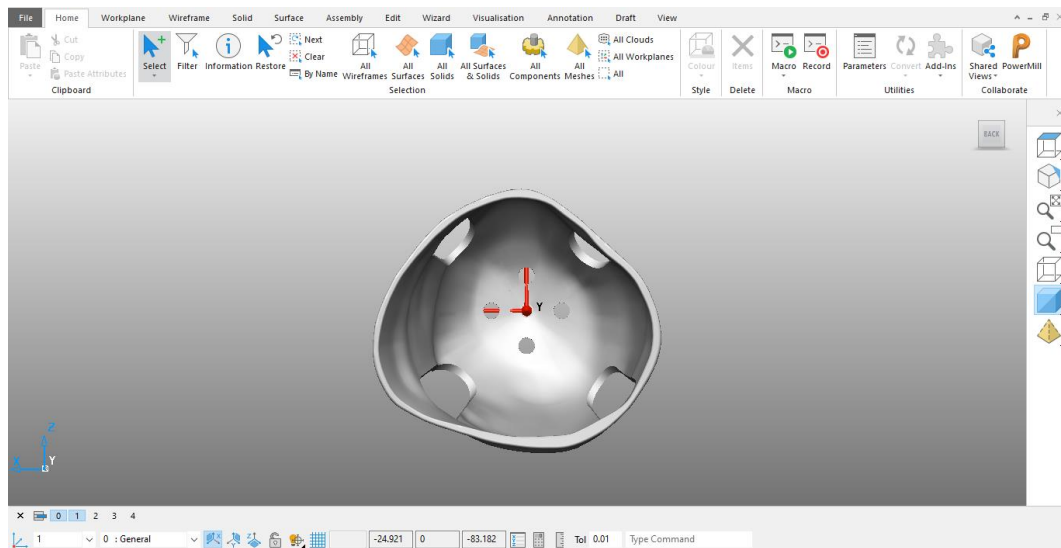 File Home Workplane Wireframe Solid Surface Assembly Edit Wizard Visualisation Annotation Draft View
Paste
Cut
Copy
Paste Attributes
Clipboard
Select
Filter
Information
Restore
Next
Clear
By Name
All Wireframes
All Surfaces
All Solids
All Surfaces & Solids
All Components
All Meshes
All Clouds
All Workplanes
All
Selection
Colour
Style
Items
Delete
Macro
Record
Macro
Parameters
Convert
Add-Ins
Utilities
Shared Views
PowerMill
Collaborate
BACK
Y
Z
X
Y
0 1 2 3 4
1 0 : General -24.921 0 -83.182 Tol 0.01 Type Command